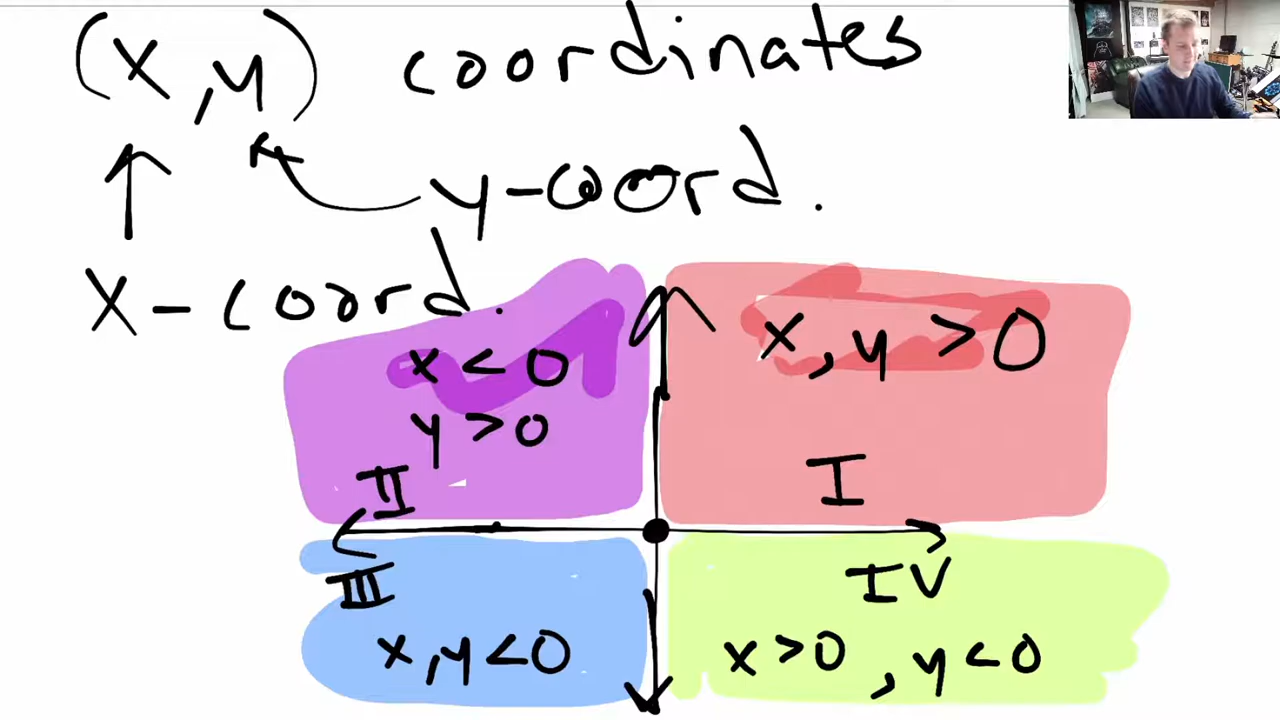 (x,y) coordinates
y-coord.
x-coord.
x<0
y>0
II
x,y>0
I
III
x,y<0
IV
x>0,y<0